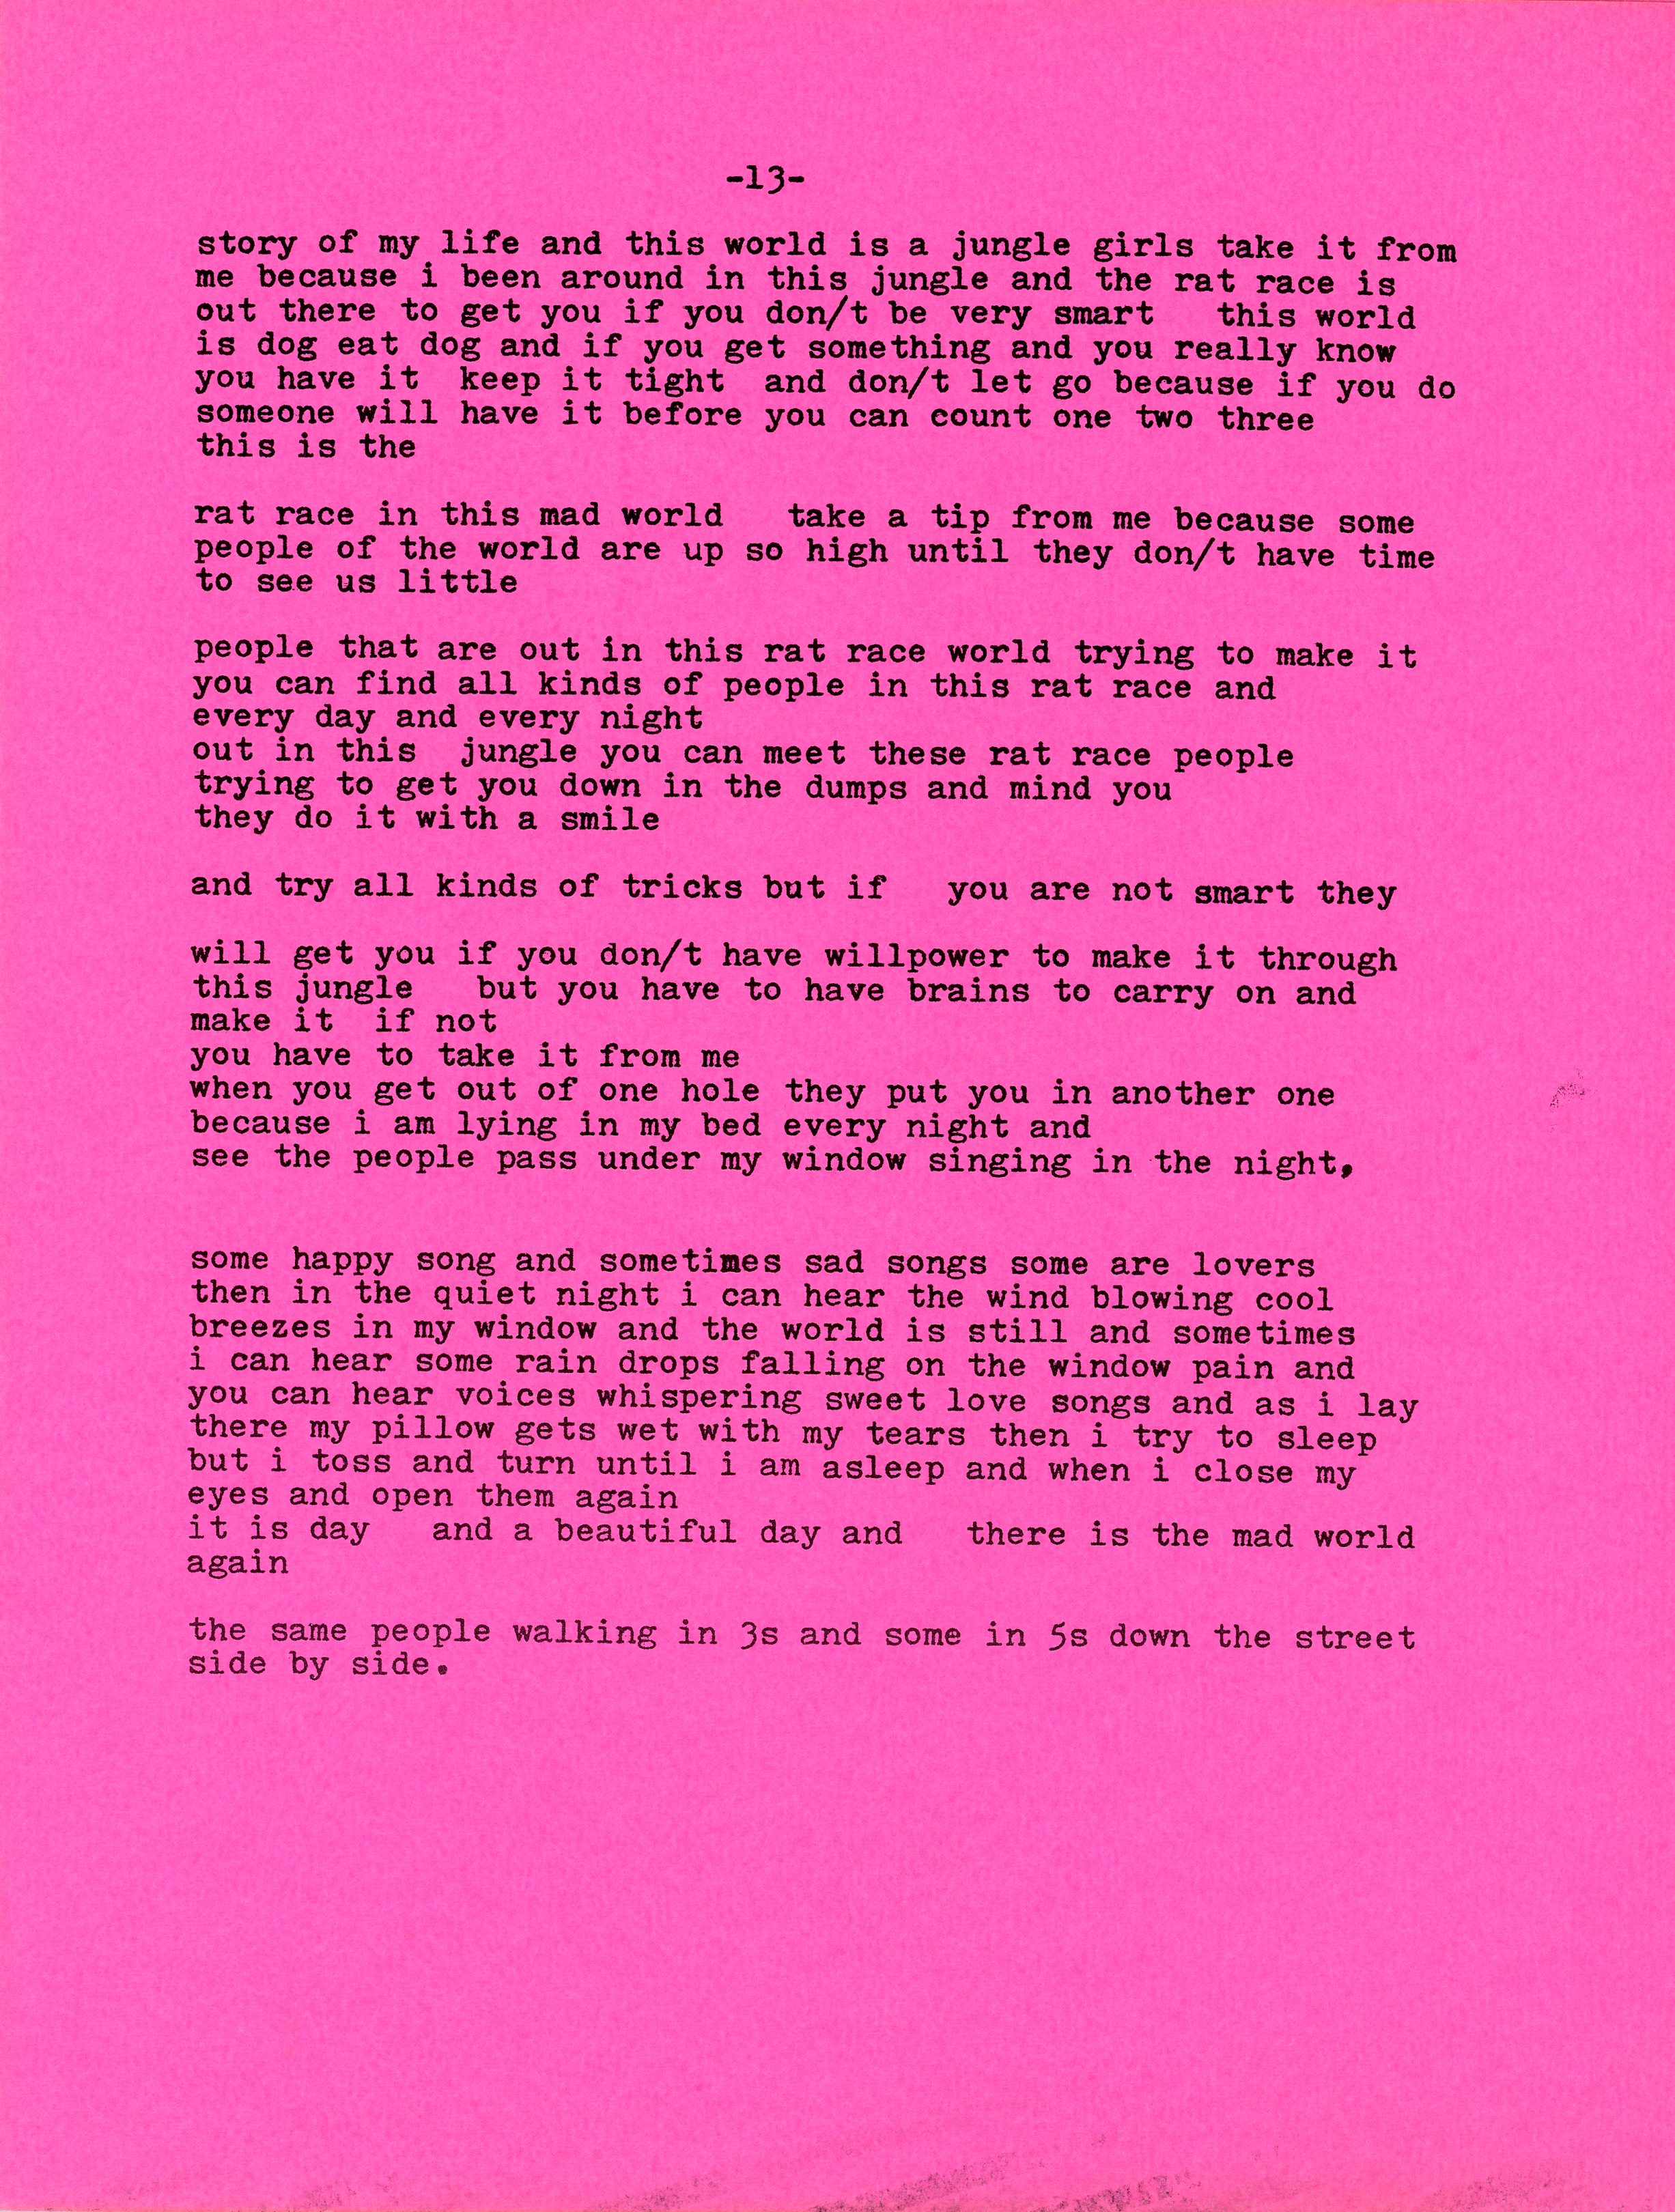 -13-
story of my life and this world is a jungle girls take it from
me because i been around in this jungle and the rat race is
out there to get you if you don/t be very smart   this world
is dog eat dog and if you get something and you really know
you have it  keep it tight  and don/t let go because if you do
someone will have it before you can count one two three
this is the
rat race in this mad world   take a tip from me because some
people of the world are up so high until they don/t have time
to see us little
people that are out in this rat race world trying to make it
you can find all kinds of people in this rat race and
every day and every night
out in this  jungle you can meet these rat race people
trying to get you down in the dumps and mind you
they do it with a smile
and try all kinds of tricks but if   you are not smart they
will get you if you don/t have willpower to make it through
this jungle   but you have to have brains to carry on and
make it  if not
you have to take it from me
when you get out of one hole they put you in another one
because i am lying in my bed every night and
see the people pass under my window singing in the night,
some happy song and sometimes sad songs some are lovers
then in the quiet night i can hear the wind blowing cool
breezes in my window and the world is still and sometimes
i can hear some rain drops falling on the window pain and
you can hear voices whispering sweet love songs and as i lay
there my pillow gets wet with my tears then i try to sleep
but i toss and turn until i am asleep and when i close my
eyes and open them again
it is day   and a beautiful day and   there is the mad world
again
the same people walking in 3s and some in 5s down the street
side by side.